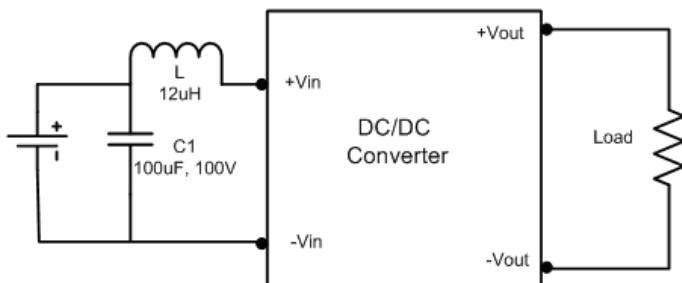 +Vout
L
12uH
+Vin
+
-
C1
100uF, 100V
DC/DC
Converter
Load
-Vin
-Vout